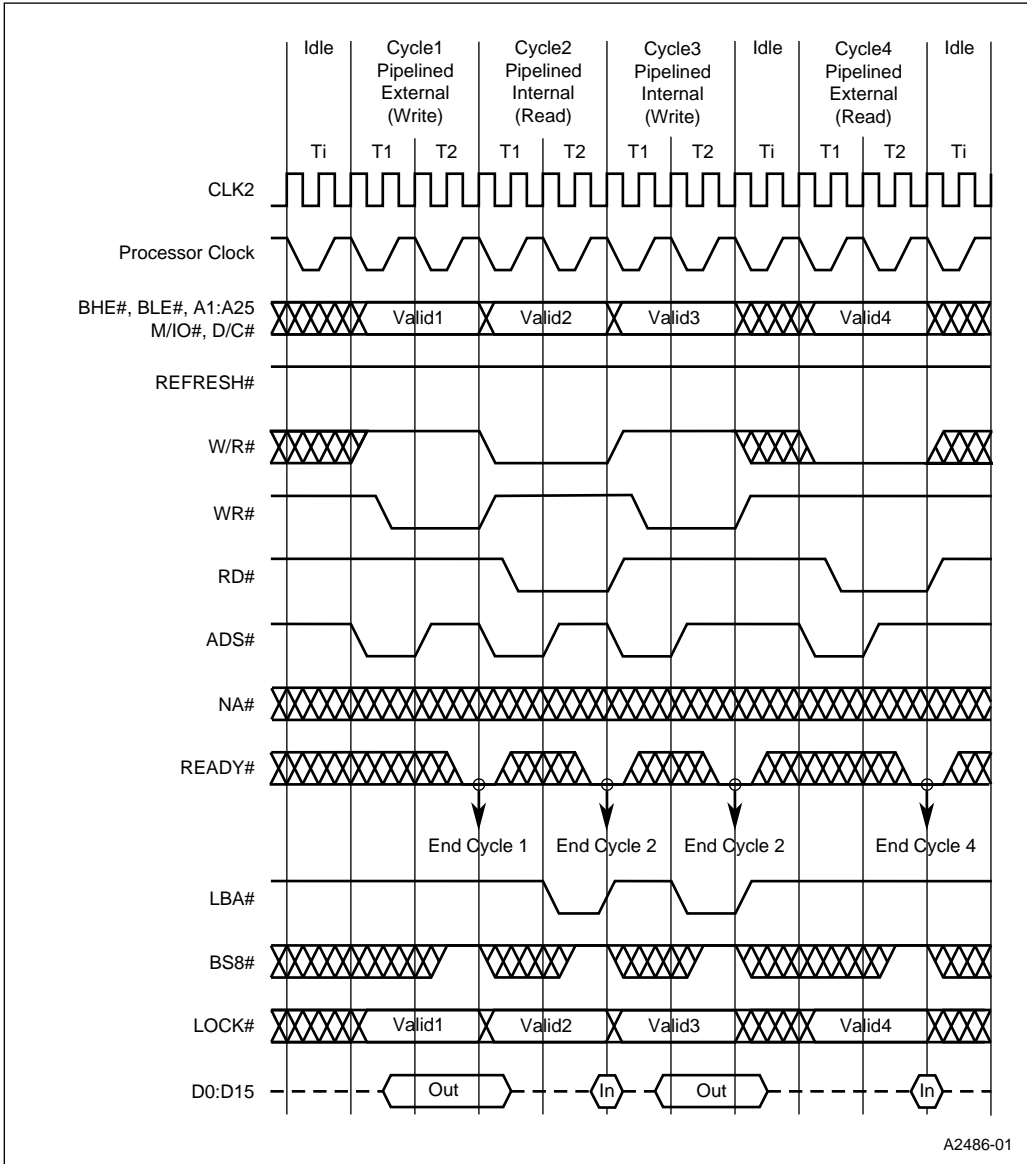 Idle
Cycle1
Pipelined
External
(Write)
Cycle2
Pipelined
Internal
(Read)
Cycle3
Pipelined
Internal
(Write)
Idle
Cycle4
Pipelined
External
(Read)
Idle
Ti T1 T2 T1 T2 T1 T2 Ti T1 T2 Ti
CLK2
Processor Clock
BHE#, BLE#, A1:A25
M/IO#, D/C#
Valid1 Valid2 Valid3 Valid4
REFRESH#
W/R#
WR#
RD#
ADS#
NA#
READY#
End Cycle 1 End Cycle 2 End Cycle 2 End Cycle 4
LBA#
BS8#
LOCK# Valid1 Valid2 Valid3 Valid4
D0:D15 Out In Out In
A2486-01